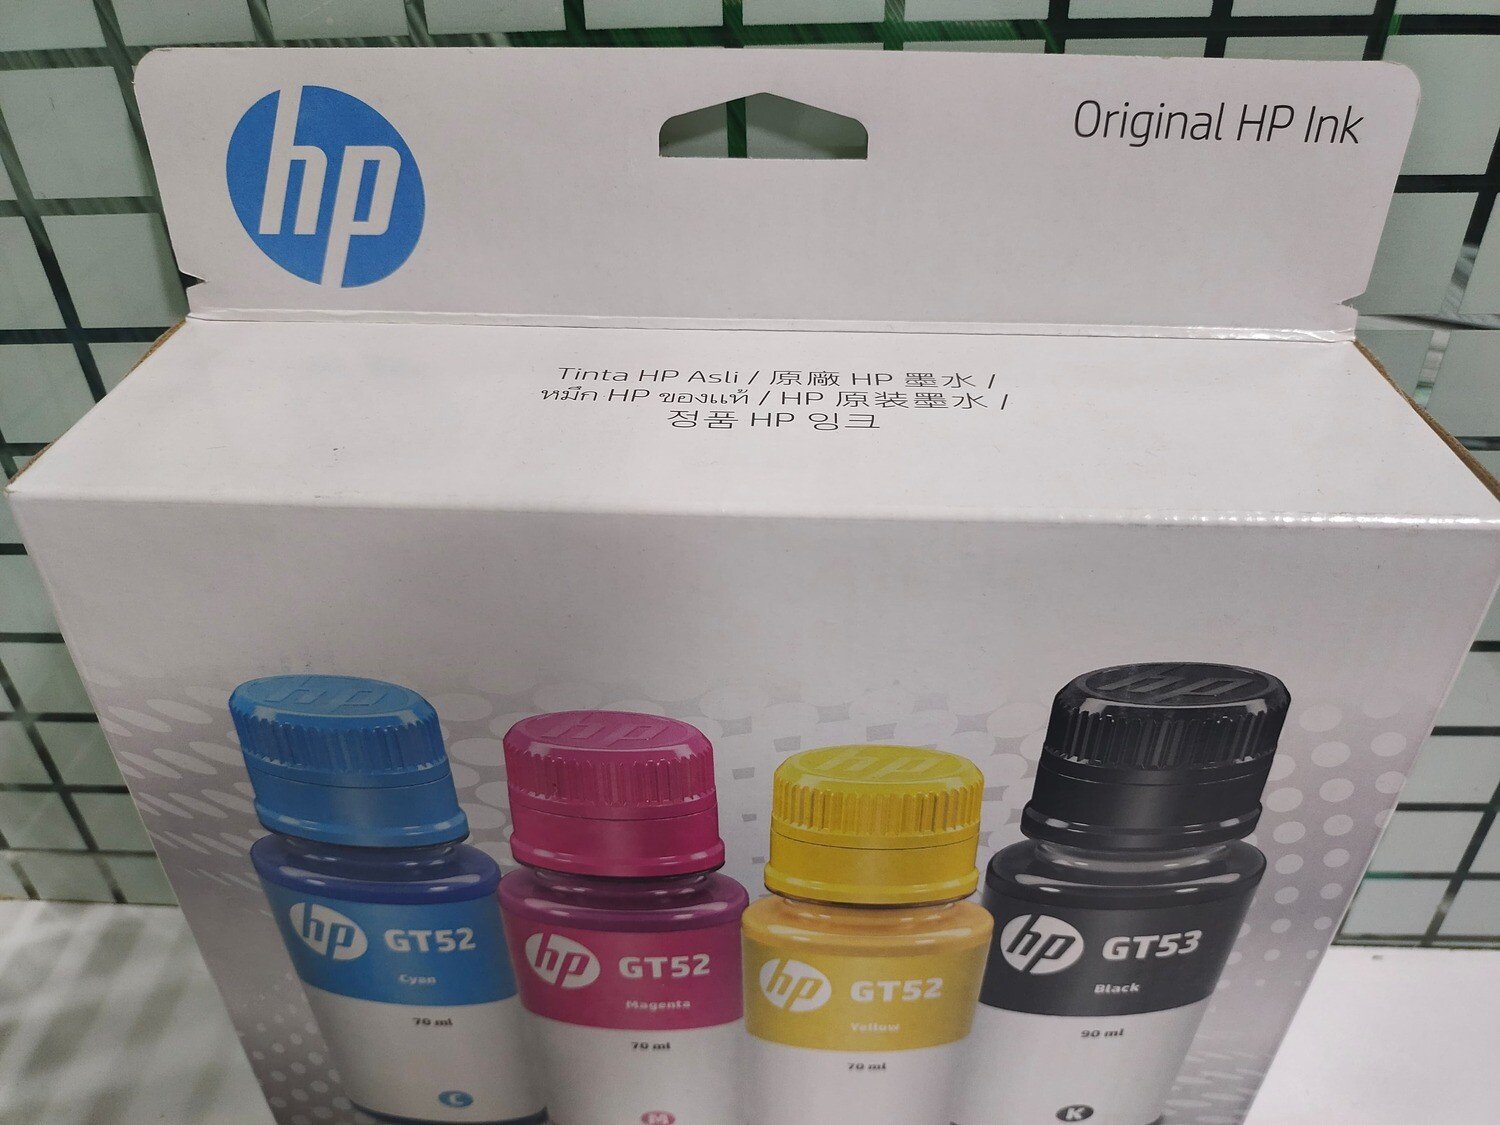 hp
Original HP Ink
Tinta HP Asli / 原廠 HP 墨水 /
หมึก HP ของแท้ / HP 原装墨水 /
정품 HP 잉크
hp
hp
hp
hp
hp GT52
Cyan
70 ml
C
hp GT52
Magenta
70 ml
M
hp GT52
Yellow
70 ml
hp GT53
Black
90 ml
K